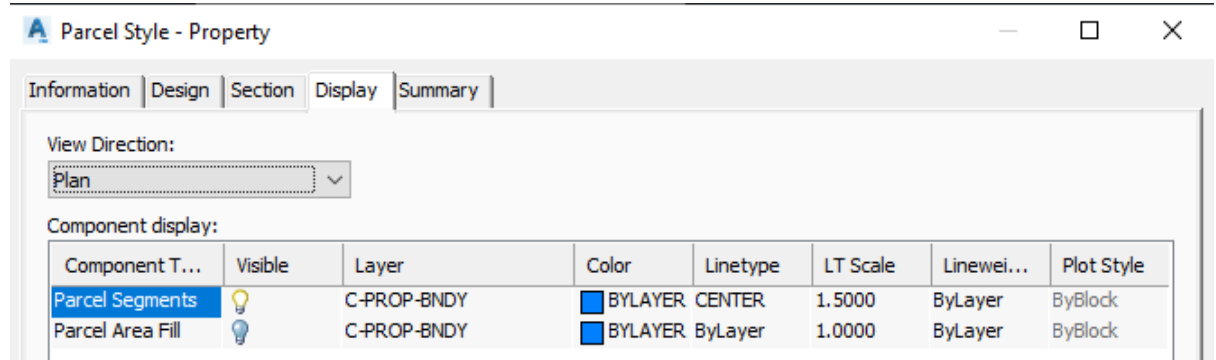 Parcel Style - Property
Information Design Section Display Summary
View Direction:
Plan
Component display:
Component T... Visible Layer Color Linetype LT Scale Linewei... Plot Style
Parcel Segments C-PROP-BNDY BYLAYER CENTER 1.5000 ByLayer ByBlock
Parcel Area Fill C-PROP-BNDY BYLAYER ByLayer 1.0000 ByLayer ByBlock